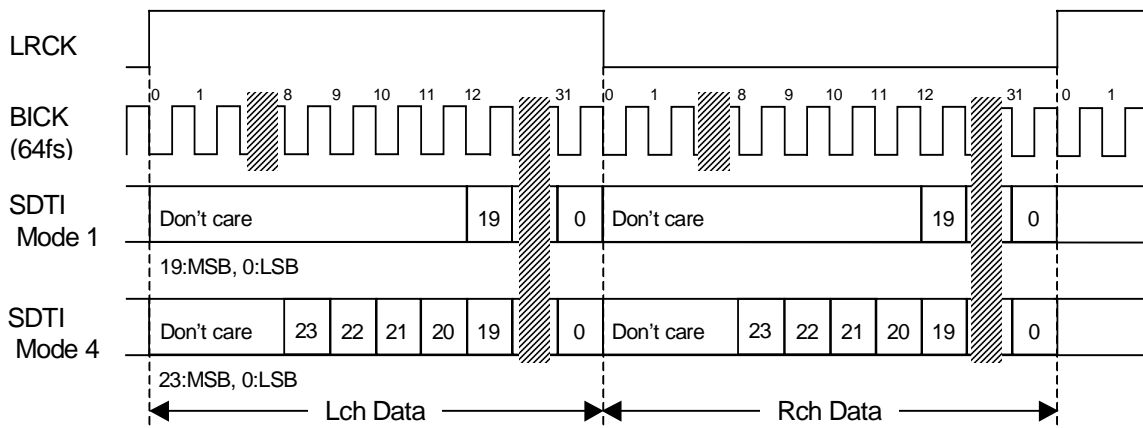 LRCK
0 1 8 9 10 11 12 31 0 1 8 9 10 11 12 31 0 1
BICK
(64fs)
SDTI
Mode 1
Don't care 19 0 Don't care 19 0
19:MSB, 0:LSB
SDTI
Mode 4
Don't care 23 22 21 20 19 0 Don't care 23 22 21 20 19 0
23:MSB, 0:LSB
Lch Data Rch Data